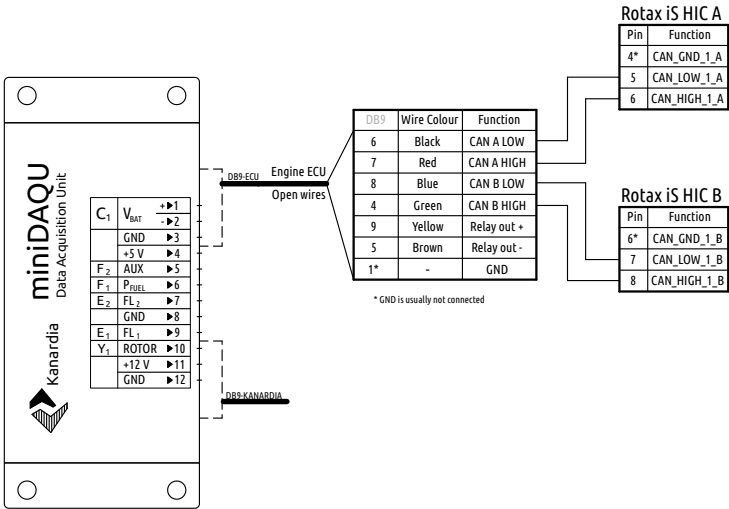 Rotax iS HIC A
Pin Function
4* CAN_GND_1_A
5 CAN_LOW_1_A
6 CAN_HIGH_1_A
DB9 Wire Colour Function
6 Black CAN A LOW
7 Red CAN A HIGH
8 Blue CAN B LOW
4 Green CAN B HIGH
9 Yellow Relay out +
5 Brown Relay out -
1* - GND
* GND is usually not connected
Rotax iS HIC B
Pin Function
6* CAN_GND_1_B
7 CAN_LOW_1_B
8 CAN_HIGH_1_B
DB9-ECU
Engine ECU
Open wires
miniDAQU
Data Acquisition Unit
Kanardia
C1 VBAT + ▶1
- ▶2
GND ▶3
+5 V ▶4
F2 AUX ▶5
F1 PFUEL ▶6
E2 FL2 ▶7
GND ▶8
E1 FL1 ▶9
Y1 ROTOR ▶10
+12 V ▶11
GND ▶12
DB9-KANARDIA